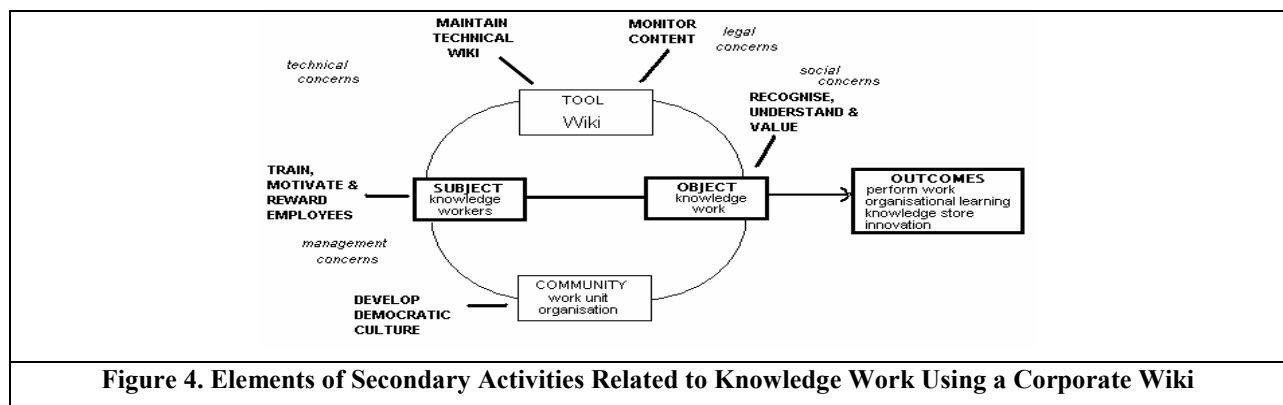 MAINTAIN
TECHNICAL
WIKI
MONITOR
CONTENT
legal
concerns
technical
concerns
social
concerns
TOOL
Wiki
RECOGNISE,
UNDERSTAND &
VALUE
TRAIN,
MOTIVATE &
REWARD
EMPLOYEES
SUBJECT
knowledge
workers
OBJECT
knowledge
work
OUTCOMES
perform work
organisational learning
knowledge store
innovation
management
concerns
COMMUNITY
work unit
organisation
DEVELOP
DEMOCRATIC
CULTURE
Figure 4. Elements of Secondary Activities Related to Knowledge Work Using a Corporate Wiki